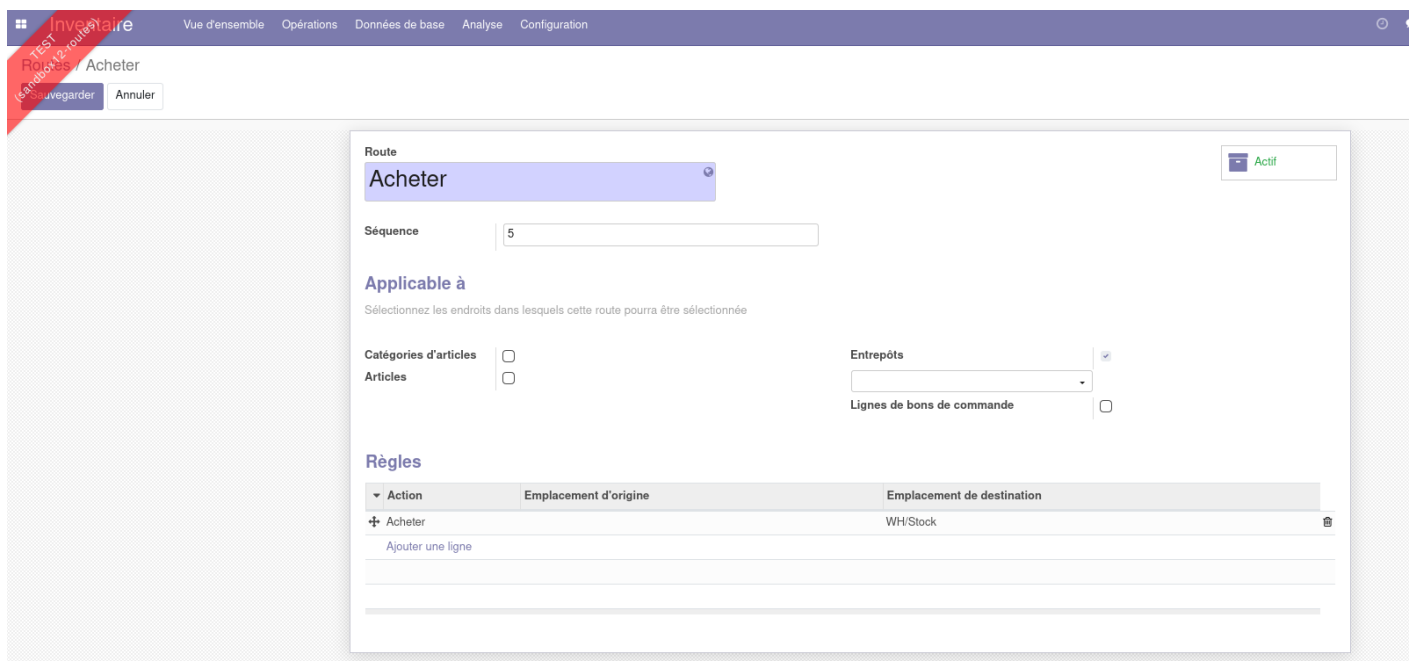 Inventaire
Vue d'ensemble
Opérations
Données de base
Analyse
Configuration
TEST
(sandbox12-routes)
Routes / Acheter
Sauvegarder
Annuler
Route
Actif
Acheter
Séquence
5
Applicable à
Sélectionnez les endroits dans lesquels cette route pourra être sélectionnée
Catégories d'articles
Entrepôts
Articles
Lignes de bons de commande
Règles
Action
Emplacement d'origine
Emplacement de destination
Acheter
WH/Stock
Ajouter une ligne